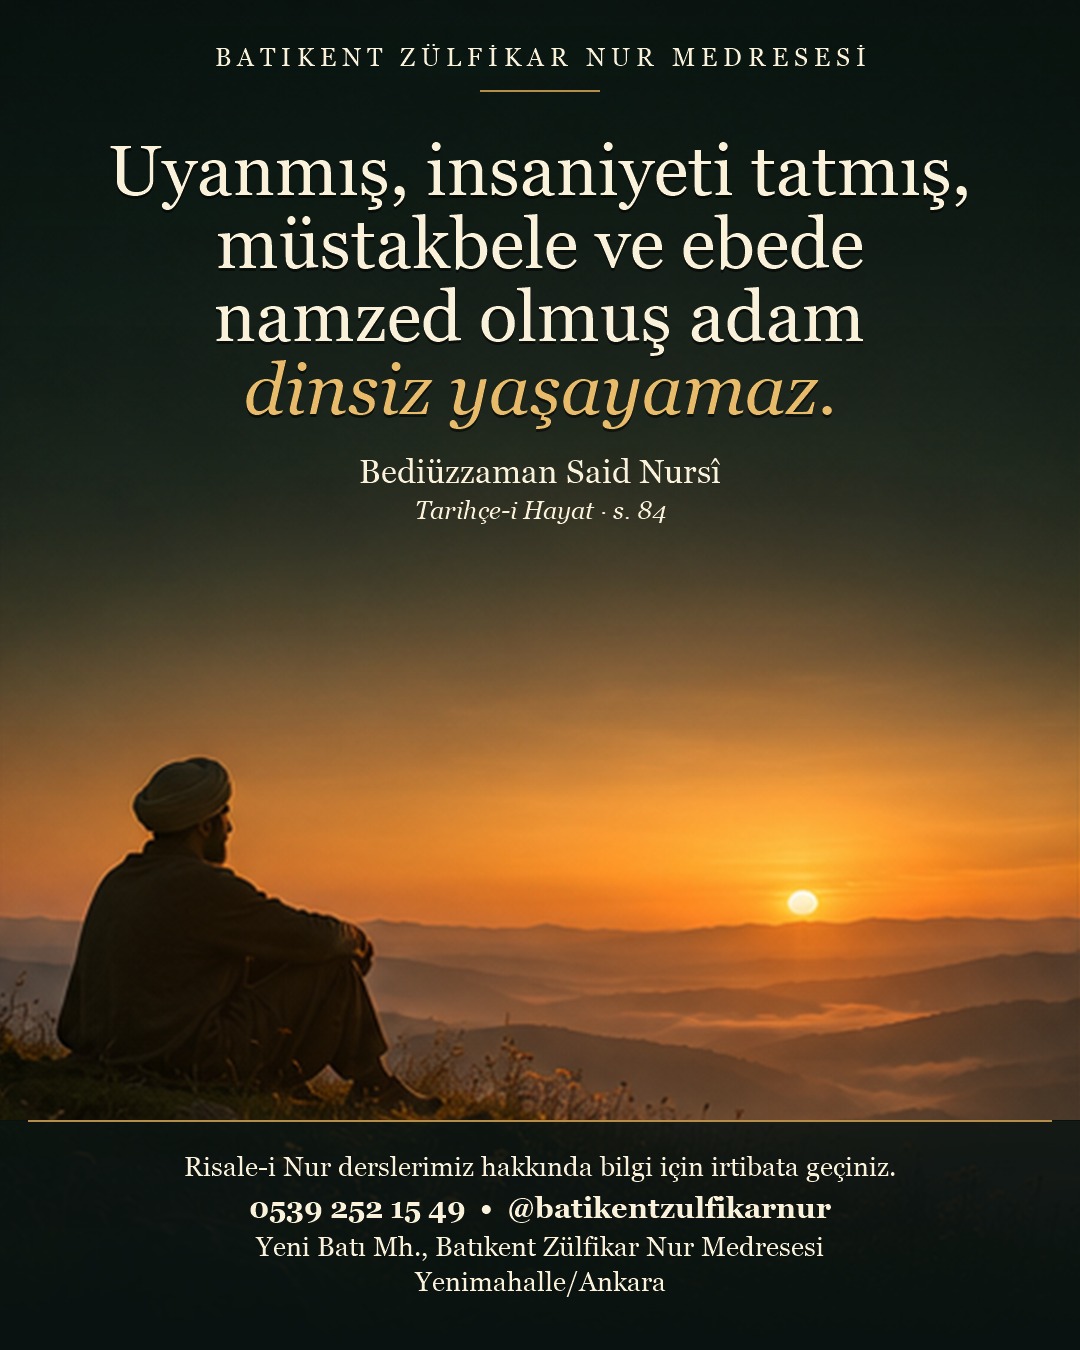 BATIKENT ZÜLFİKAR NUR MEDRESESİ
Uyanmış, insaniyeti tatmış,
müstakbele ve ebede
namzed olmuş adam
dinsiz yaşayamaz.
Bediüzzaman Said Nursî
Tarihçe-i Hayat · s. 84
Risale-i Nur derslerimiz hakkında bilgi için irtibata geçiniz.
0539 252 15 49 • @batikentzulfikarnur
Yeni Batı Mh., Batıkent Zülfikar Nur Medresesi
Yenimahalle/Ankara